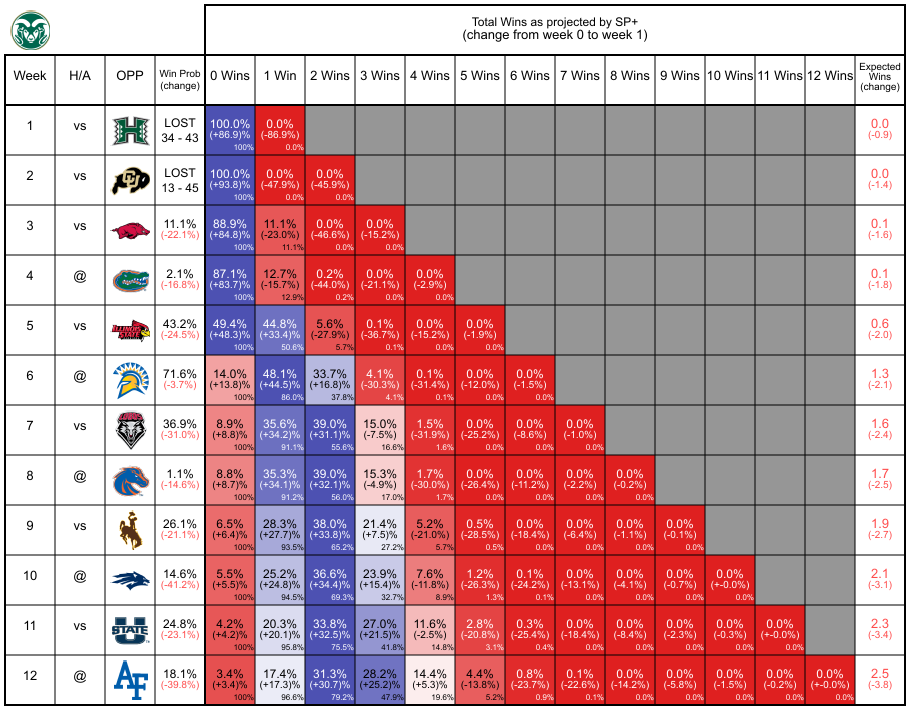 Total Wins as projected by SP+
(change from week 0 to week 1)
Week H/A OPP Win Prob (change) 0 Wins 1 Win 2 Wins 3 Wins 4 Wins 5 Wins 6 Wins 7 Wins 8 Wins 9 Wins 10 Wins 11 Wins 12 Wins Expected Wins (change)
1 vs H LOST 100.0% 0.0% 0.0
34 - 43 (+86.9%) (-86.9%) (-0.9)
100% 0.0%
2 vs CU LOST 100.0% 0.0% 0.0% 0.0
13 - 45 (+93.8%) (-47.9%) (-45.9%) (-1.4)
100% 0.0% 0.0%
3 vs 11.1% 88.9% 11.1% 0.0% 0.0% 0.1
(-22.1%) (+84.8%) (-23.0%) (-46.6%) (-15.2%) (-1.6)
100% 11.1% 0.0% 0.0%
4 @ 2.1% 87.1% 12.7% 0.2% 0.0% 0.0% 0.1
(-16.8%) (+83.7%) (-15.7%) (-44.0%) (-21.1%) (-2.9%) (-1.8)
100% 12.9% 0.2% 0.0% 0.0%
5 vs ILLINOIS STATE 43.2% 49.4% 44.8% 5.6% 0.1% 0.0% 0.0% 0.6
(-24.5%) (+48.3%) (+33.4)% (-27.9%) (-36.7%) (-15.2%) (-1.9%) (-2.0)
100% 50.6% 5.7% 0.1% 0.0% 0.0%
6 @ 71.6% 14.0% 48.1% 33.7% 4.1% 0.1% 0.0% 0.0% 1.3
(-3.7%) (+13.8)% (+44.5)% (+16.8)% (-30.3%) (-31.4%) (-12.0%) (-1.5%) (-2.1)
100% 86.0% 37.8% 4.1% 0.1% 0.0% 0.0%
7 vs 36.9% 8.9% 35.6% 39.0% 15.0% 1.5% 0.0% 0.0% 0.0% 1.6
(-31.0%) (+8.8)% (+34.2)% (+31.1)% (-7.5%) (-31.9%) (-25.2%) (-8.6%) (-1.0%) (-2.4)
100% 91.1% 55.6% 16.6% 1.6% 0.0% 0.0% 0.0%
8 @ 1.1% 8.8% 35.3% 39.0% 15.3% 1.7% 0.0% 0.0% 0.0% 0.0% 1.7
(-14.6%) (+8.7)% (+34.1)% (+32.1)% (-4.9%) (-30.0%) (-26.4%) (-11.2%) (-2.2%) (-0.2%) (-2.5)
100% 91.2% 56.0% 17.0% 1.7% 0.0% 0.0% 0.0% 0.0%
9 vs 26.1% 6.5% 28.3% 38.0% 21.4% 5.2% 0.5% 0.0% 0.0% 0.0% 0.0% 1.9
(-21.1%) (+6.4)% (+27.7)% (+33.8)% (+7.5)% (-21.0%) (-28.5%) (-18.4%) (-6.4%) (-1.1%) (-0.1%) (-2.7)
100% 93.5% 65.2% 27.2% 5.7% 0.5% 0.0% 0.0% 0.0% 0.0%
10 @ 14.6% 5.5% 25.2% 36.6% 23.9% 7.6% 1.2% 0.1% 0.0% 0.0% 0.0% 0.0% 2.1
(-41.2%) (+5.5)% (+24.8)% (+34.4)% (+15.4)% (-11.8%) (-26.3%) (-24.2%) (-13.1%) (-4.1%) (-0.7%) (+-0.0)% (-3.1)
100% 94.5% 69.3% 32.7% 8.9% 1.3% 0.1% 0.0% 0.0% 0.0% 0.0%
11 vs U STATE 24.8% 4.2% 20.3% 33.8% 27.0% 11.6% 2.8% 0.3% 0.0% 0.0% 0.0% 0.0% 0.0% 2.3
(-23.1%) (+4.2)% (+20.1)% (+32.5)% (+21.5)% (-2.5%) (-20.8%) (-25.4%) (-18.4%) (-8.4%) (-2.3%) (-0.3%) (+-0.0)% (-3.4)
100% 95.8% 75.5% 41.8% 14.8% 3.1% 0.4% 0.0% 0.0% 0.0% 0.0% 0.0%
12 @ AF 18.1% 3.4% 17.4% 31.3% 28.2% 14.4% 4.4% 0.8% 0.1% 0.0% 0.0% 0.0% 0.0% 0.0% 2.5
(-39.8%) (+3.4)% (+17.3)% (+30.7)% (+25.2)% (+5.3)% (-13.8%) (-23.7%) (-22.6%) (-14.2%) (-5.8%) (-1.5%) (-0.2%) (+-0.0)% (-3.8)
100% 96.6% 79.2% 47.9% 19.6% 5.2% 0.9% 0.1% 0.0% 0.0% 0.0% 0.0% 0.0%